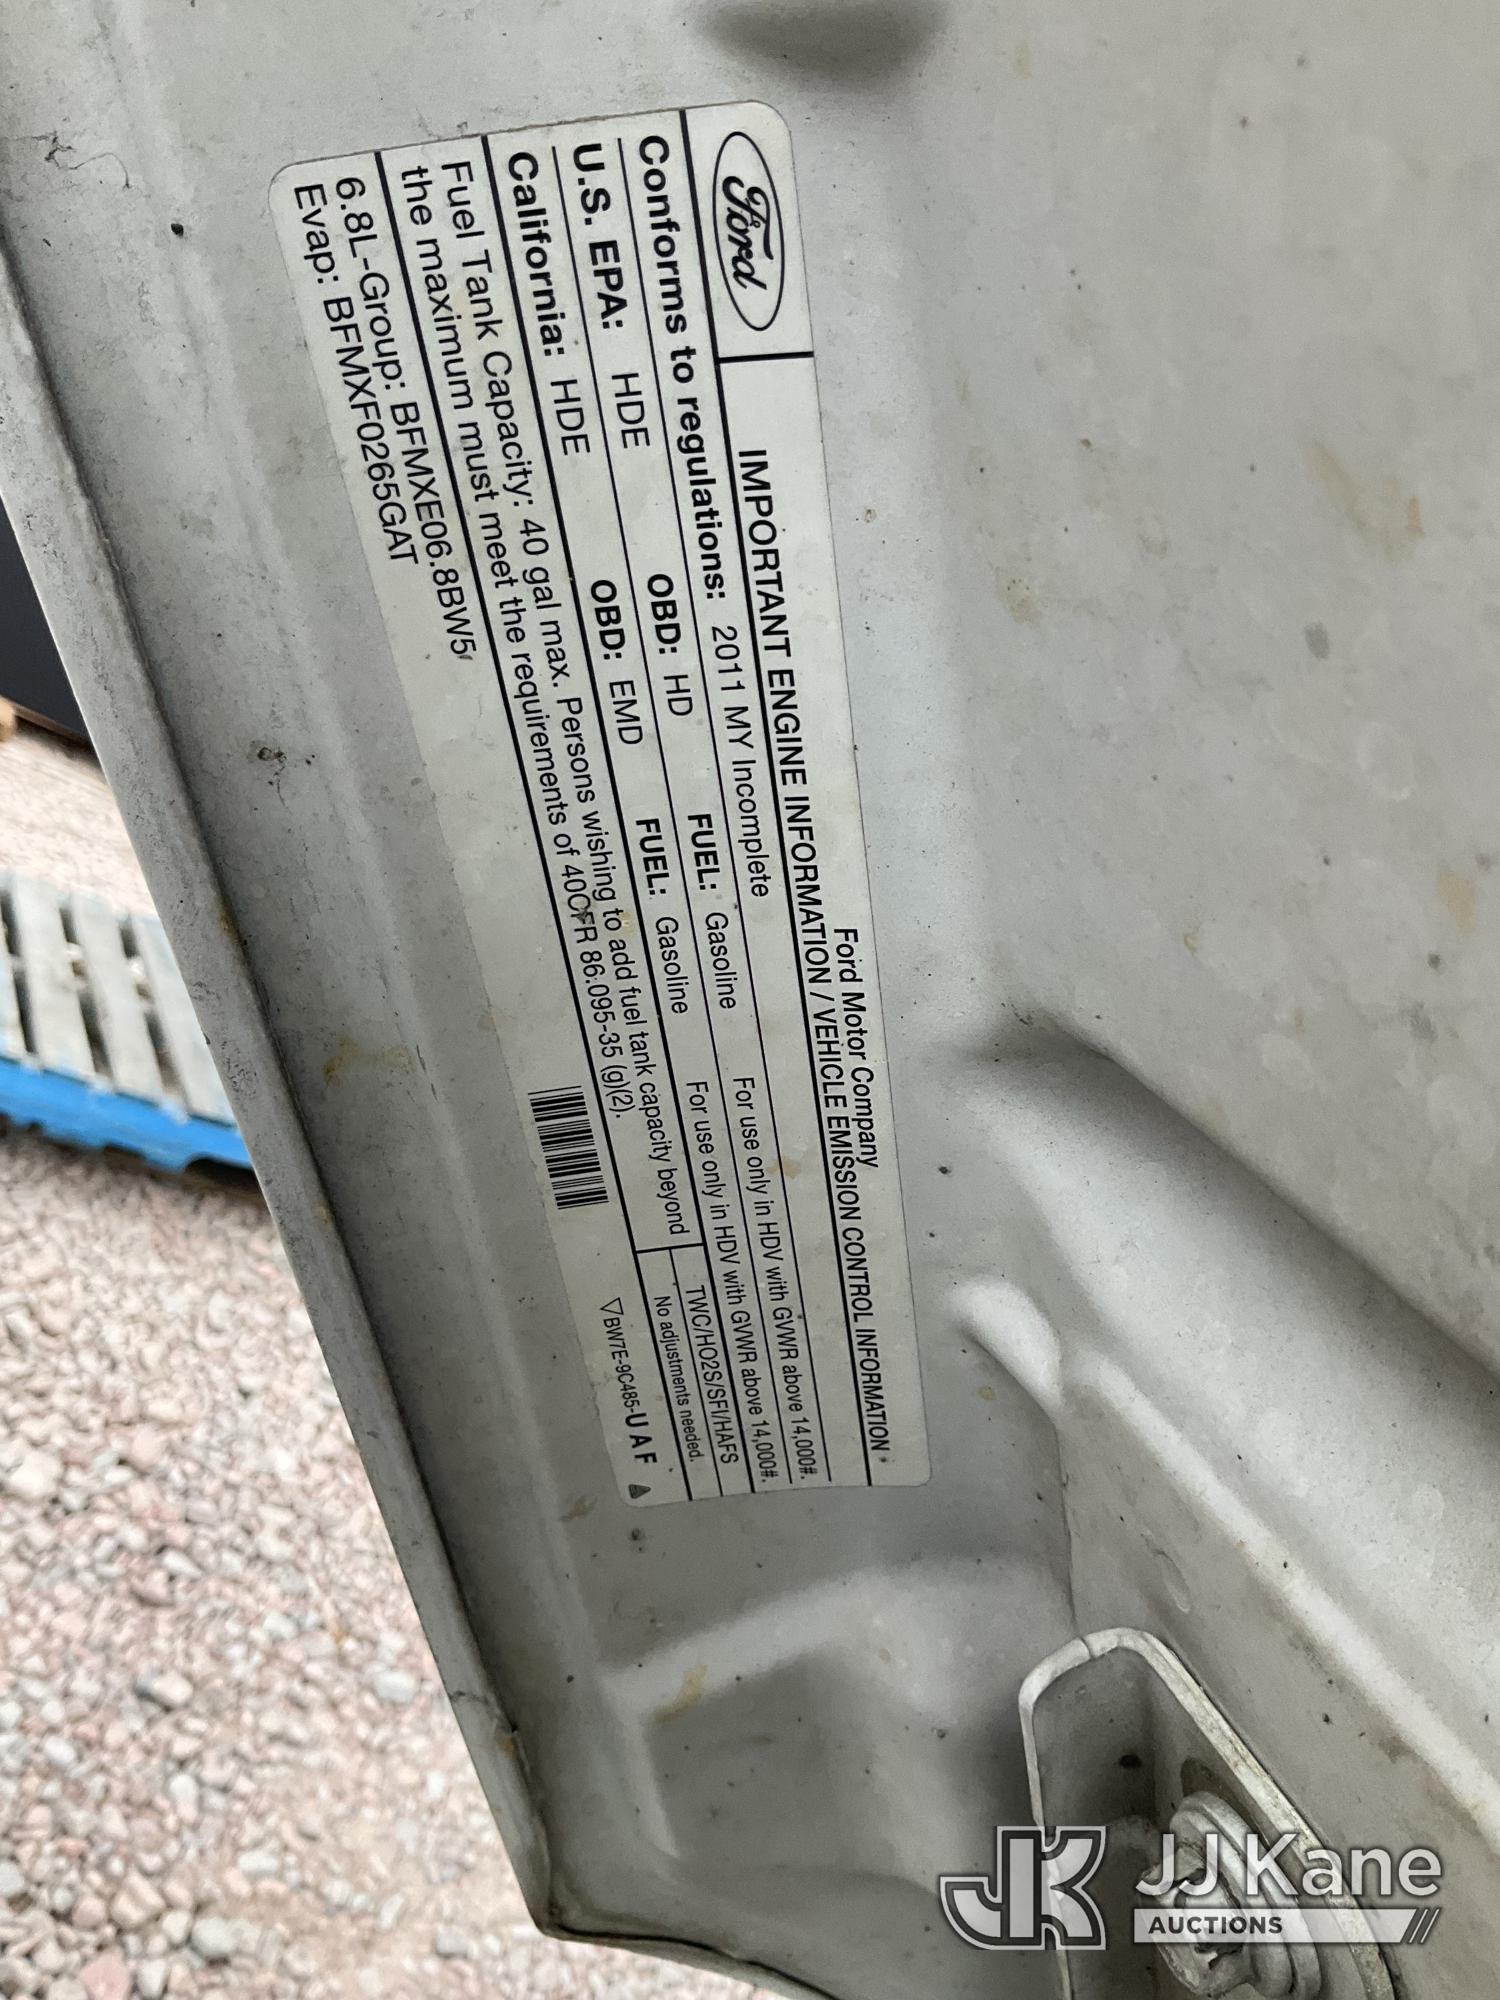 Ford
Ford Motor Company
IMPORTANT ENGINE INFORMATION / VEHICLE EMISSION CONTROL INFORMATION
Conforms to regulations: 2011 MY Incomplete
U.S. EPA: HDE OBD: HD FUEL: Gasoline For use only in HDV with GVWR above 14,000#.
California: HDE OBD: EMD FUEL: Gasoline For use only in HDV with GVWR above 14,000#.
Fuel Tank Capacity: 40 gal max. Persons wishing to add fuel tank capacity beyond
the maximum must meet the requirements of 40CFR 86.095-35 (g)(2).
TWC/HO2S/SFI/HAFS
No adjustments needed.
6.8L-Group: BFMXE06.8BW5
Evap: BFMXF0265GAT
BW7E-9C485-UAF
JK
JJ Kane
AUCTIONS